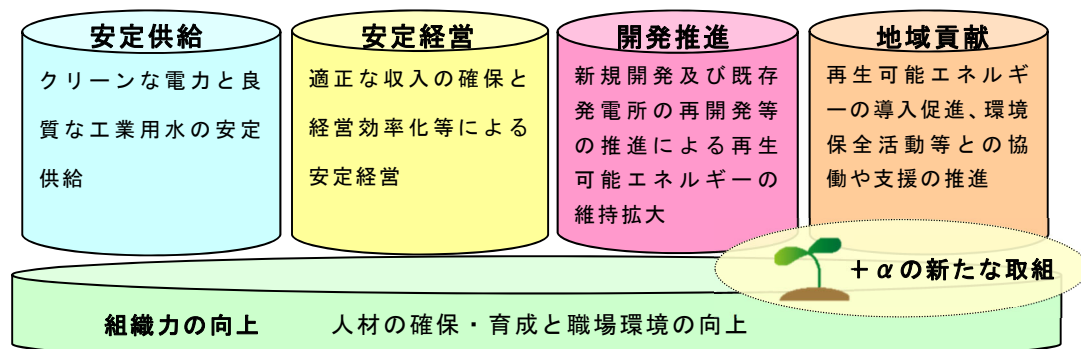 安定供給
クリーンな電力と良
質な工業用水の安定
供給
安定経営
適正な収入の確保と
経営効率化等による
安定経営
開発推進
新規開発及び既存
発電所の再開発等
の推進による再生
可能エネルギーの
維持拡大
地域貢献
再生可能エネルギ
ーの導入促進、環境
保全活動等との協
働や支援の推進
＋αの新たな取組
組織力の向上　人材の確保・育成と職場環境の向上